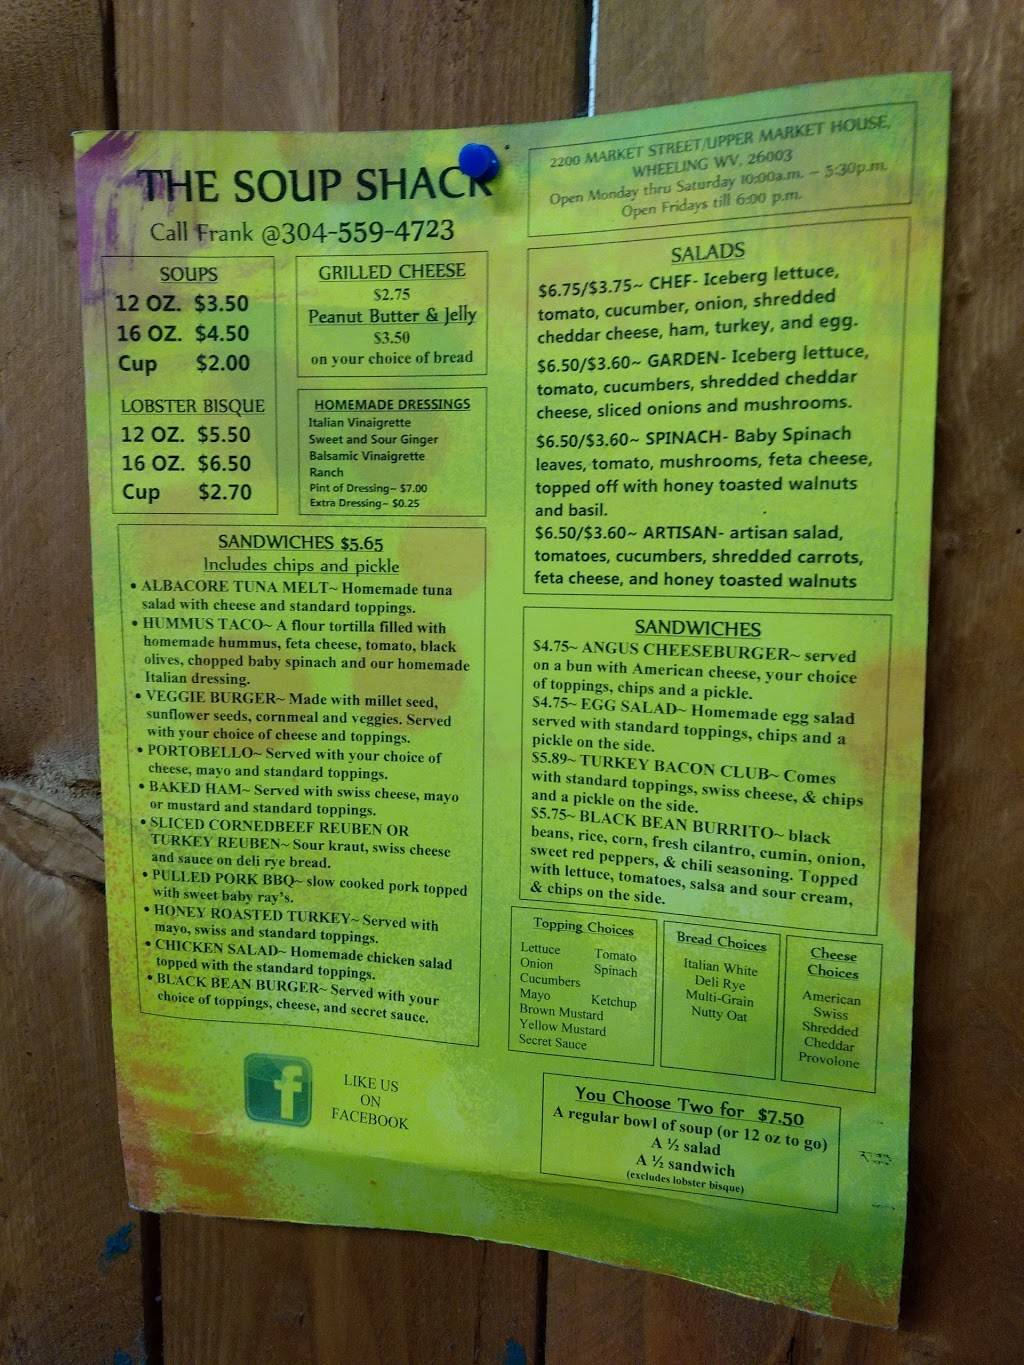 THE SOUP SHACK
Call Frank @304-559-4723
2200 MARKET STREET/UPPER MARKET HOUSE,
WHEELING WV, 26003
Open Monday thru Saturday 10:00a.m. – 5:30p.m.
Open Fridays till 6:00 p.m.
SOUPS
12 OZ. $3.50
16 OZ. $4.50
Cup $2.00
LOBSTER BISQUE
12 OZ. $5.50
16 OZ. $6.50
Cup $2.70
GRILLED CHEESE
$2.75
Peanut Butter & Jelly
$3.50
on your choice of bread
HOMEMADE DRESSINGS
Italian Vinaigrette
Sweet and Sour Ginger
Balsamic Vinaigrette
Ranch
Pint of Dressing~ $7.00
Extra Dressing~ $0.25
SANDWICHES $5.65
Includes chips and pickle
• ALBACORE TUNA MELT~ Homemade tuna
salad with cheese and standard toppings.
• HUMMUS TACO~ A flour tortilla filled with
homemade hummus, feta cheese, tomato, black
olives, chopped baby spinach and our homemade
Italian dressing.
• VEGGIE BURGER~ Made with millet seed,
sunflower seeds, cornmeal and veggies. Served
with your choice of cheese and toppings.
• PORTOBELLO~ Served with your choice of
cheese, mayo and standard toppings.
• BAKED HAM~ Served with swiss cheese, mayo
or mustard and standard toppings.
• SLICED CORNEDBEEF REUBEN OR
TURKEY REUBEN~ Sour kraut, swiss cheese
and sauce on deli rye bread.
• PULLED PORK BBQ~ slow cooked pork topped
with sweet baby ray's.
• HONEY ROASTED TURKEY~ Served with
mayo, swiss and standard toppings.
• CHICKEN SALAD~ Homemade chicken salad
topped with the standard toppings.
• BLACK BEAN BURGER~ Served with your
choice of toppings, cheese, and secret sauce.
f
LIKE US
ON
FACEBOOK
SALADS
$6.75/$3.75~ CHEF- Iceberg lettuce,
tomato, cucumber, onion, shredded
cheddar cheese, ham, turkey, and egg.
$6.50/$3.60~ GARDEN- Iceberg lettuce,
tomato, cucumbers, shredded cheddar
cheese, sliced onions and mushrooms.
$6.50/$3.60~ SPINACH- Baby Spinach
leaves, tomato, mushrooms, feta cheese,
topped off with honey toasted walnuts
and basil.
$6.50/$3.60~ ARTISAN- artisan salad,
tomatoes, cucumbers, shredded carrots,
feta cheese, and honey toasted walnuts
SANDWICHES
$4.75~ ANGUS CHEESEBURGER~ served
on a bun with American cheese, your choice
of toppings, chips and a pickle.
$4.75~ EGG SALAD~ Homemade egg salad
served with standard toppings, chips and a
pickle on the side.
$5.89~ TURKEY BACON CLUB~ Comes
with standard toppings, swiss cheese, & chips
and a pickle on the side.
$5.75~ BLACK BEAN BURRITO~ black
beans, rice, corn, fresh cilantro, cumin, onion,
sweet red peppers, & chili seasoning. Topped
with lettuce, tomatoes, salsa and sour cream,
& chips on the side.
Topping Choices
Lettuce Tomato
Onion Spinach
Cucumbers
Mayo Ketchup
Brown Mustard
Yellow Mustard
Secret Sauce
Bread Choices
Italian White
Deli Rye
Multi-Grain
Nutty Oat
Cheese
Choices
American
Swiss
Shredded
Cheddar
Provolone
You Choose Two for $7.50
A regular bowl of soup (or 12 oz to go)
A ½ salad
A ½ sandwich
(excludes lobster bisque)